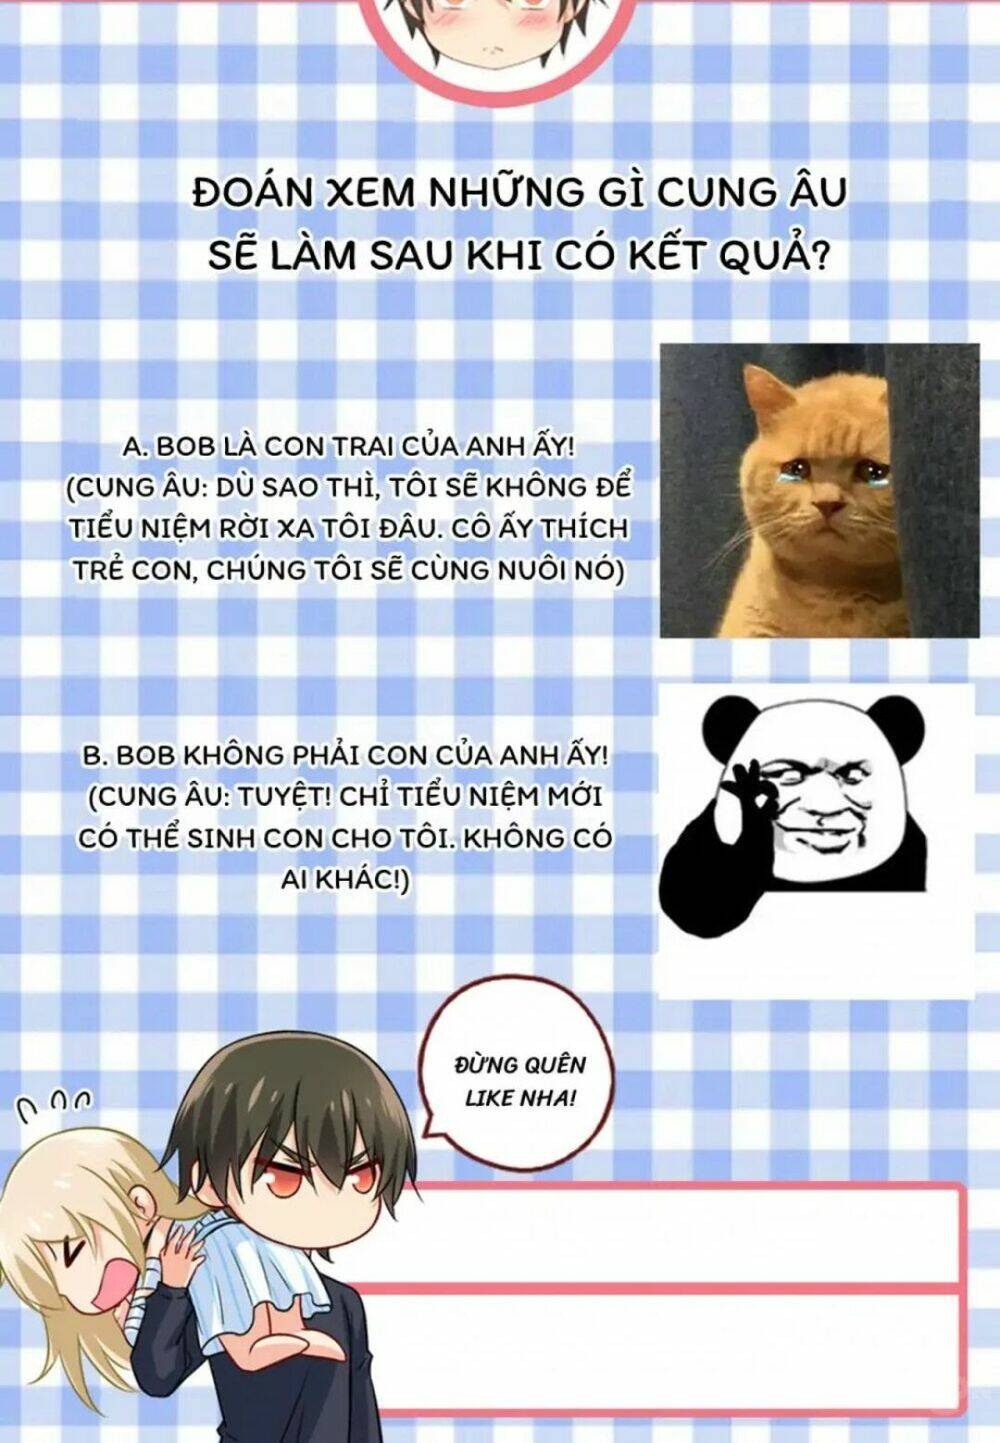 ĐOÁN XEM NHỮNG GÌ CUNG ÂU
SẼ LÀM SAU KHI CÓ KẾT QUẢ?
A. BOB LÀ CON TRAI CỦA ANH ẤY!
(CUNG ÂU: DÙ SAO THÌ, TÔI SẼ KHÔNG ĐỂ
TIỂU NIỆM RỜI XA TÔI ĐÂU. CÔ ẤY THÍCH
TRẺ CON, CHÚNG TÔI SẼ CÙNG NUÔI NÓ)
B. BOB KHÔNG PHẢI CON CỦA ANH ẤY!
(CUNG ÂU: TUYỆT! CHỈ TIỂU NIỆM MỚI
CÓ THỂ SINH CON CHO TÔI. KHÔNG CÓ
AI KHÁC!)
ĐỪNG QUÊN
LIKE NHA!